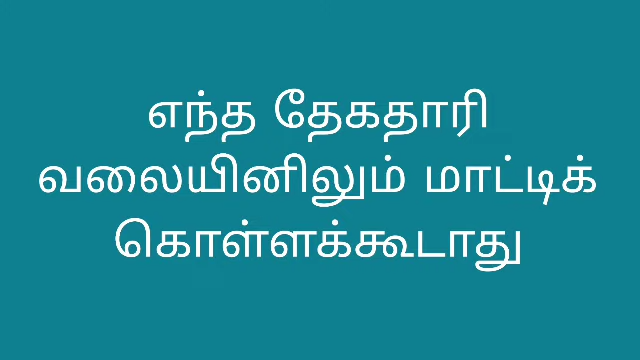 எந்த தேகதாரி
வலையினிலும் மாட்டிக்
கொள்ளக்கூடாது